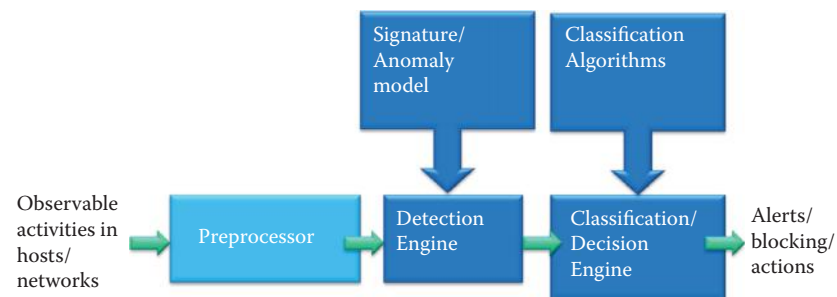 Signature/
Anomaly
model
Classification
Algorithms
Observable
activities in
hosts/
networks
Preprocessor
Detection
Engine
Classification/
Decision
Engine
Alerts/
blocking/
actions